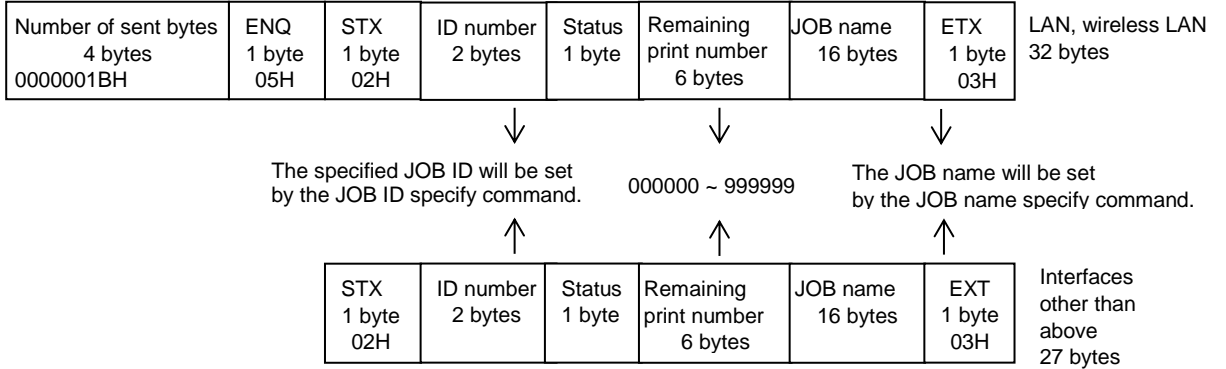 Number of sent bytes
4 bytes
0000001BH
ENQ
1 byte
05H
STX
1 byte
02H
ID number
2 bytes
Status
1 byte
Remaining
print number
6 bytes
JOB name
16 bytes
ETX
1 byte
03H
LAN, wireless LAN
32 bytes
The specified JOB ID will be set
by the JOB ID specify command.
000000 ~ 999999
The JOB name will be set
by the JOB name specify command.
STX
1 byte
02H
ID number
2 bytes
Status
1 byte
Remaining
print number
6 bytes
JOB name
16 bytes
EXT
1 byte
03H
Interfaces
other than
above
27 bytes